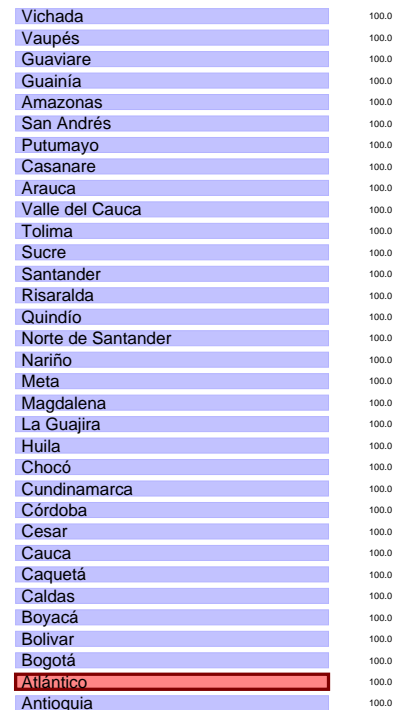 Vichada 100.0
Vaupés 100.0
Guaviare 100.0
Guainía 100.0
Amazonas 100.0
San Andrés 100.0
Putumayo 100.0
Casanare 100.0
Arauca 100.0
Valle del Cauca 100.0
Tolima 100.0
Sucre 100.0
Santander 100.0
Risaralda 100.0
Quindío 100.0
Norte de Santander 100.0
Nariño 100.0
Meta 100.0
Magdalena 100.0
La Guajira 100.0
Huila 100.0
Chocó 100.0
Cundinamarca 100.0
Córdoba 100.0
Cesar 100.0
Cauca 100.0
Caquetá 100.0
Caldas 100.0
Boyacá 100.0
Bolivar 100.0
Bogotá 100.0
Atlántico 100.0
Antioquia 100.0